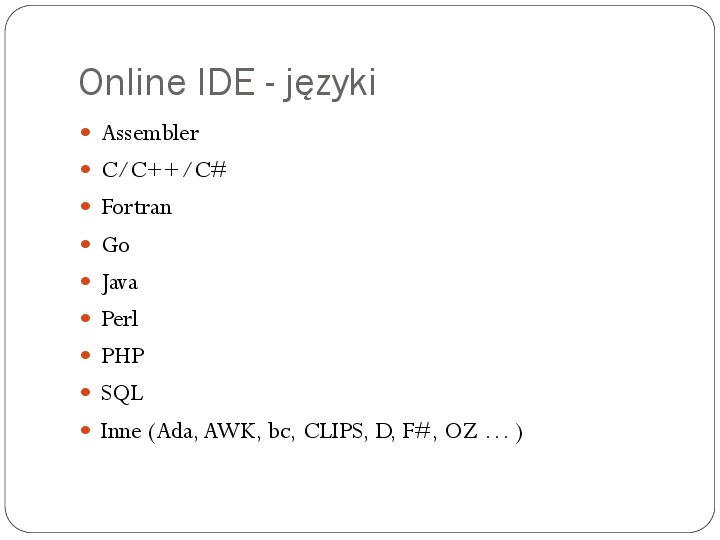 Online IDE - języki
• Assembler
• C/C++/C#
• Fortran
• Go
• Java
• Perl
• PHP
• SQL
• Inne (Ada, AWK, bc, CLIPS, D, F#, OZ … )